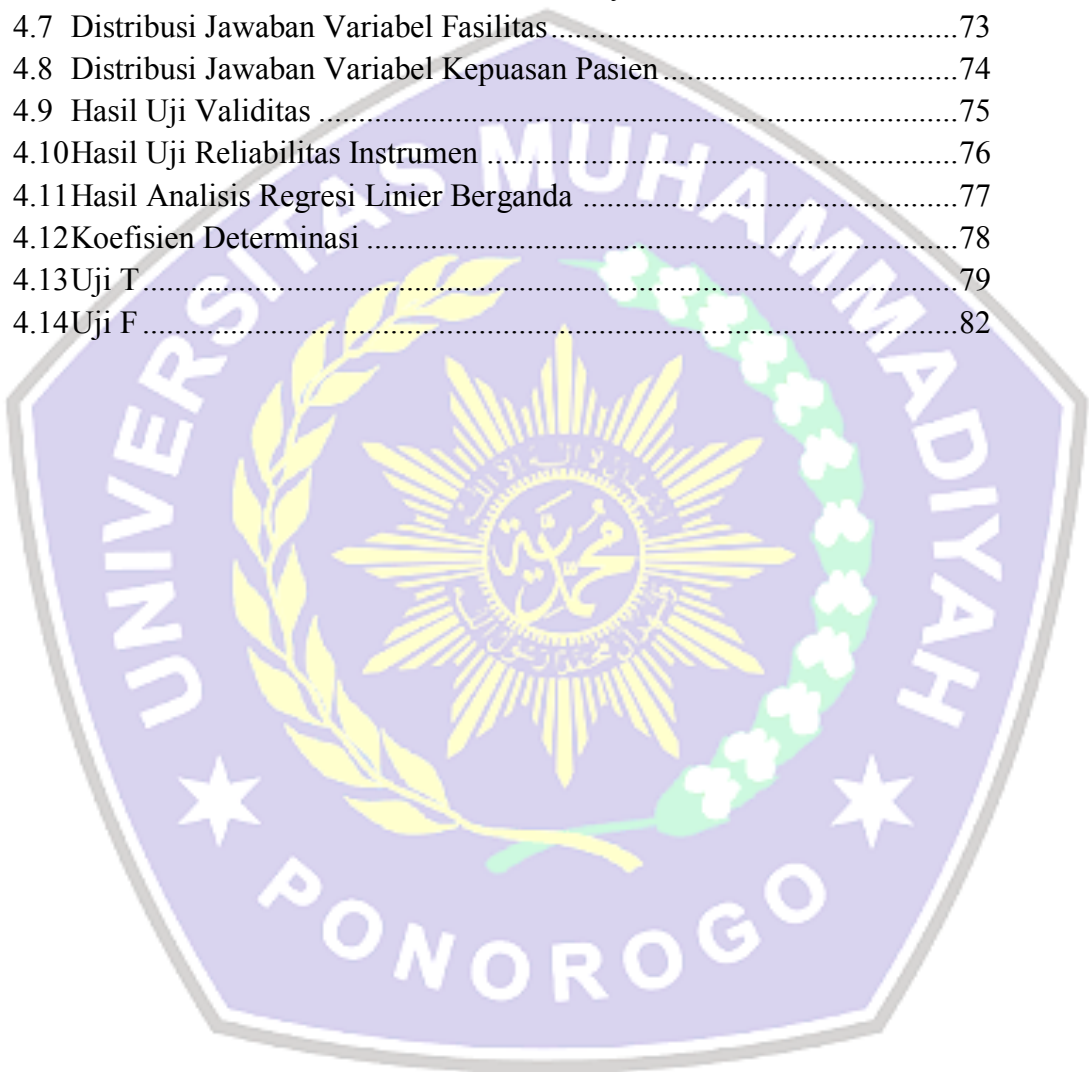 4.7 Distribusi Jawaban Variabel Fasilitas.................................................73
4.8 Distribusi Jawaban Variabel Kepuasan Pasien....................................74
4.9 Hasil Uji Validitas..............................................................................75
4.10Hasil Uji Reliabilitas Instrumen.........................................................76
4.11Hasil Analisis Regresi Linier Berganda..............................................77
4.12Koefisien Determinasi........................................................................78
4.13Uji T...................................................................................................79
4.14Uji F...................................................................................................82
UNIVERSITAS MUHAMMADIYAH
محمدية
PONOROGO